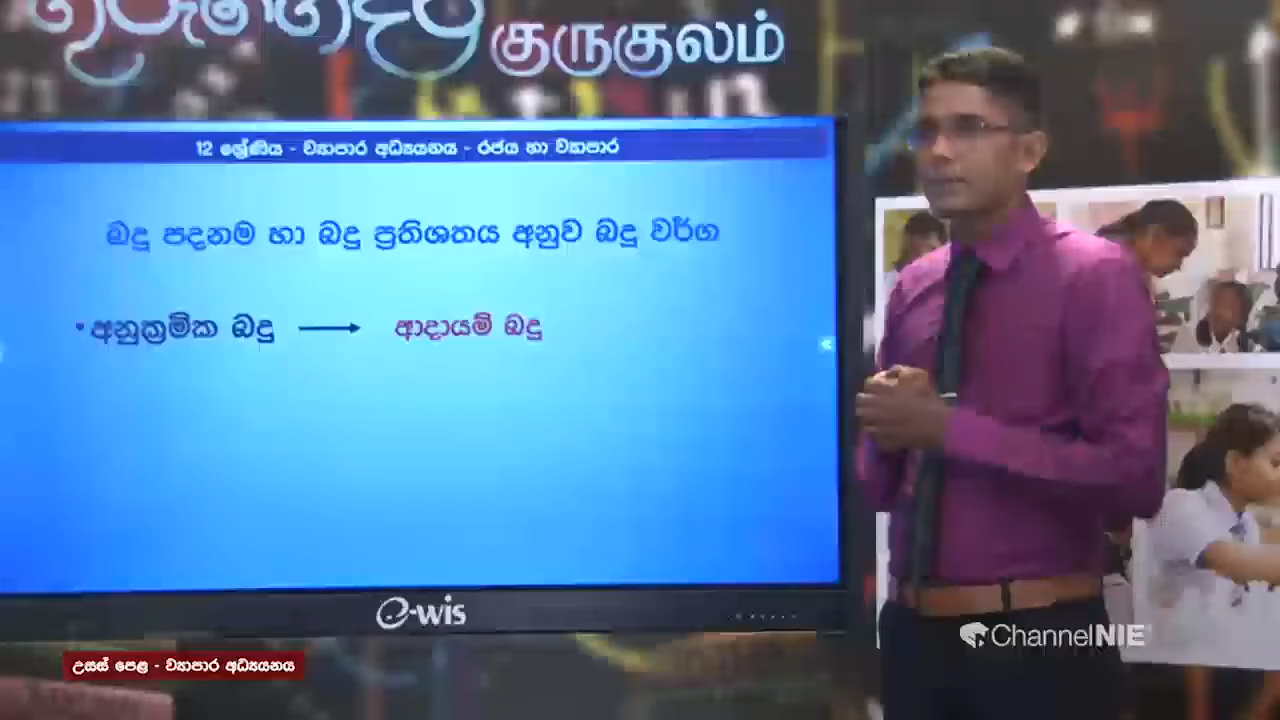 ගුරුගෙදර
குருகுலம்
12 ශ්‍රේණිය - ව්‍යාපාර අධ්‍යයනය - රජය හා ව්‍යාපාර
බදු පදනම හා බදු ප්‍රතිශතය අනුව බදු වර්ග
• අනුක්‍රමික බදු → ආදායම් බදු
e-wis
ChannelNIE
උසස් පෙළ - ව්‍යාපාර අධ්‍යයනය